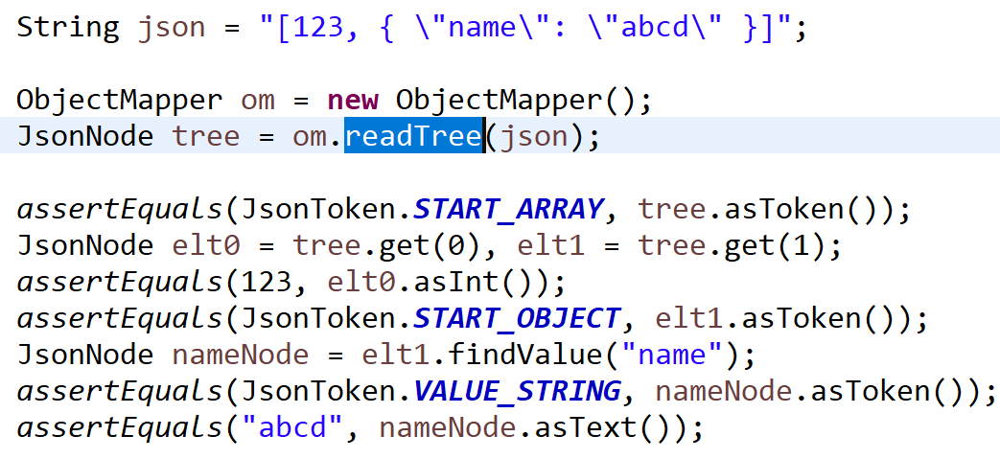 String json = "[123, { \"name\": \"abcd\" }]";
ObjectMapper om = new ObjectMapper();
JsonNode tree = om.readTree(json);
assertEquals(JsonToken.START_ARRAY, tree.asToken());
JsonNode elt0 = tree.get(0), elt1 = tree.get(1);
assertEquals(123, elt0.asInt());
assertEquals(JsonToken.START_OBJECT, elt1.asToken());
JsonNode nameNode = elt1.findValue("name");
assertEquals(JsonToken.VALUE_STRING, nameNode.asToken());
assertEquals("abcd", nameNode.asText());